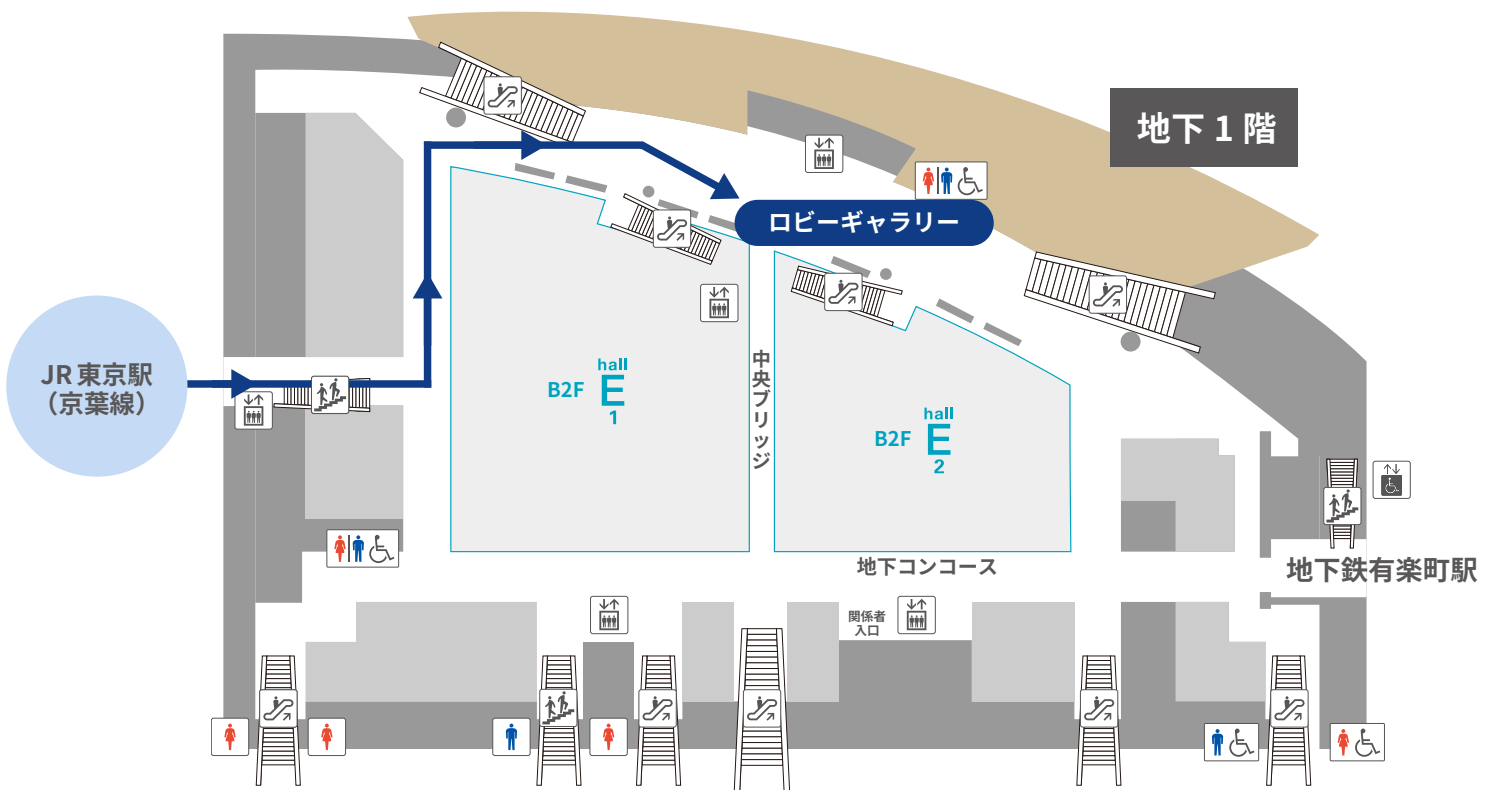 地下1階
ロビーギャラリー
JR東京駅
（京葉線）
B2F
hall
E
1
中央ブリッジ
B2F
hall
E
2
地下コンコース
地下鉄有楽町駅
関係者
入口